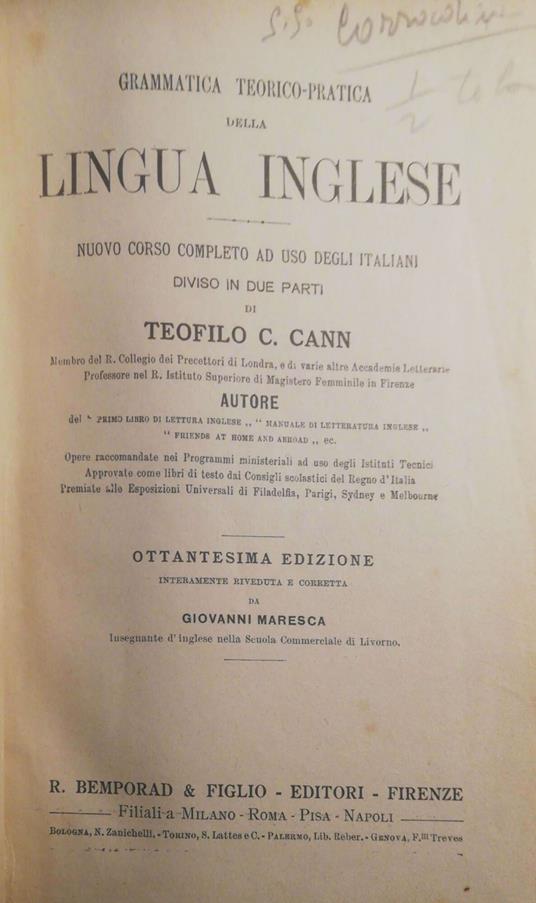 GRAMMATICA TEORICO-PRATICA
DELLA
LINGUA INGLESE
NUOVO CORSO COMPLETO AD USO DEGLI ITALIANI
DIVISO IN DUE PARTI
DI
TEOFILO C. CANN
Membro del R. Collegio dei Precettori di Londra, e di varie altre Accademie Letterarie
Professore nel R. Istituto Superiore di Magistero Femminile in Firenze
AUTORE
del “ PRIMO LIBRO DI LETTURA INGLESE „ “ MANUALE DI LETTERATURA INGLESE „
“ FRIENDS AT HOME AND ABROAD „ ec.
Opere raccomandate nei Programmi ministeriali ad uso degli Istituti Tecnici
Approvate come libri di testo dai Consigli scolastici del Regno d'Italia
Premiate alle Esposizioni Universali di Filadelfia, Parigi, Sydney e Melbourne
OTTANTESIMA EDIZIONE
INTERAMENTE RIVEDUTA E CORRETTA
DA
GIOVANNI MARESCA
Insegnante d'inglese nella Scuola Commerciale di Livorno.
R. BEMPORAD & FIGLIO - EDITORI - FIRENZE
Filiali a MILANO - ROMA - PISA - NAPOLI
BOLOGNA, N. Zanichelli. - TORINO, S. Lattes e C. - PALERMO, Lib. Reber. - GENOVA, F.lli Treves